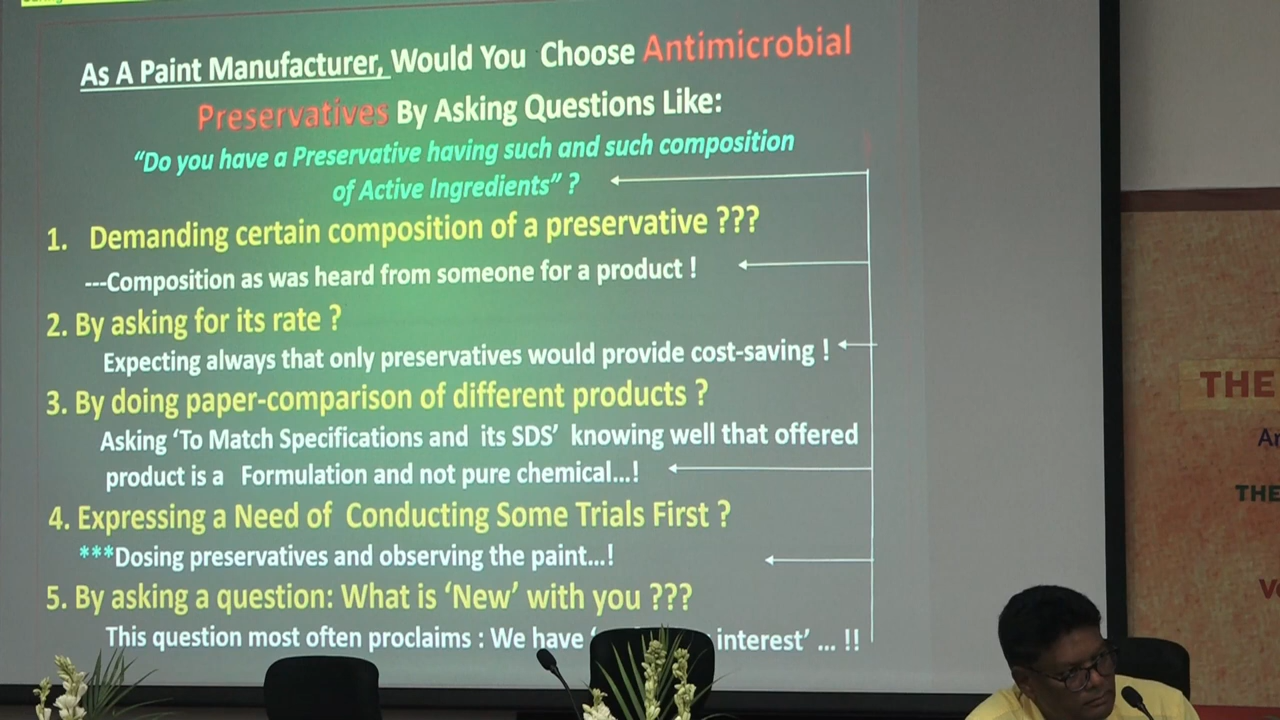 As A Paint Manufacturer, Would You Choose Antimicrobial
Preservatives By Asking Questions Like:
“Do you have a Preservative having such and such composition
of Active Ingredients” ?
1. Demanding certain composition of a preservative ???
---Composition as was heard from someone for a product !
2. By asking for its rate ?
Expecting always that only preservatives would provide cost-saving !
3. By doing paper-comparison of different products ?
Asking ‘To Match Specifications and its SDS’ knowing well that offered
product is a Formulation and not pure chemical...!
4. Expressing a Need of Conducting Some Trials First ?
***Dosing preservatives and observing the paint...!
5. By asking a question: What is ‘New’ with you ???
This question most often proclaims : We have ‘ interest’ ... !!
THE
THE